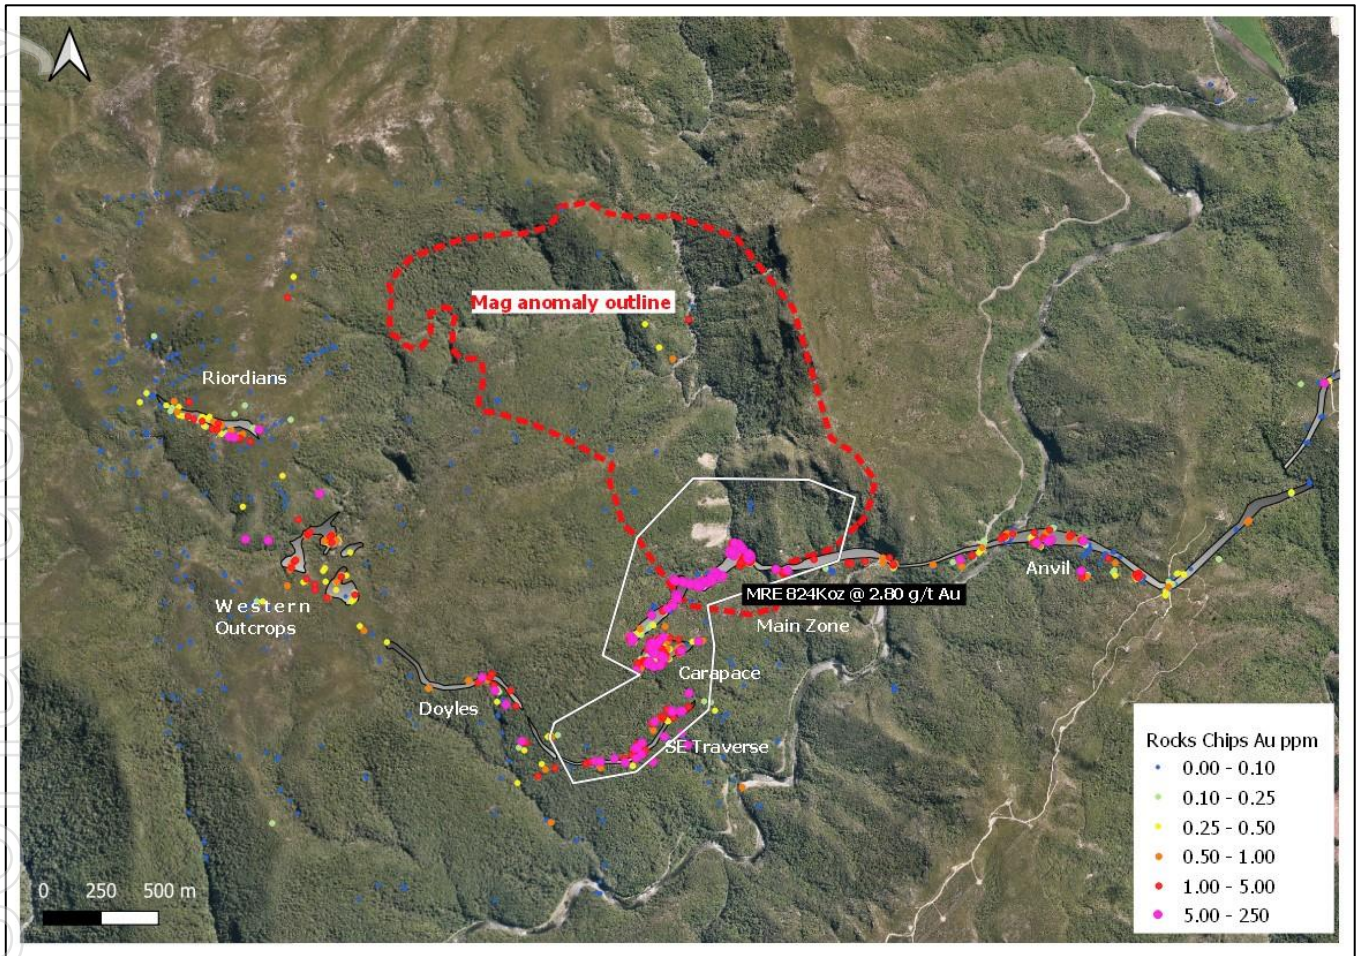 Mag anomaly outline
Riordians
Western
Outcrops
Anvil
MRE 824Koz @ 2.80 g/t Au
Main Zone
Carapace
Doyles
SE Traverse
Rocks Chips Au ppm
0.00 - 0.10
0.10 - 0.25
0.25 - 0.50
0.50 - 1.00
1.00 - 5.00
5.00 - 250
0 250 500 m